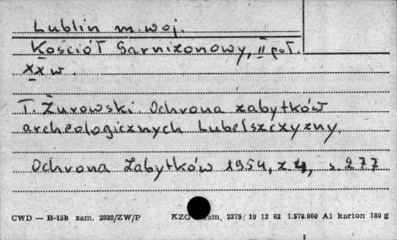 Lublin m. woj.
Kościół Garnizonowy, II poł.
XX w.
T. Żurowski Ochrona zabytków
archeologicznych Lubelszczyzny.
Ochrona Zabytków 1954, z. 4, s. 277
CWD — B-15b zam. 2692/ZW/P KZG zam. 2375/ 19 12 62 1.570.000 A1 karton 180 g